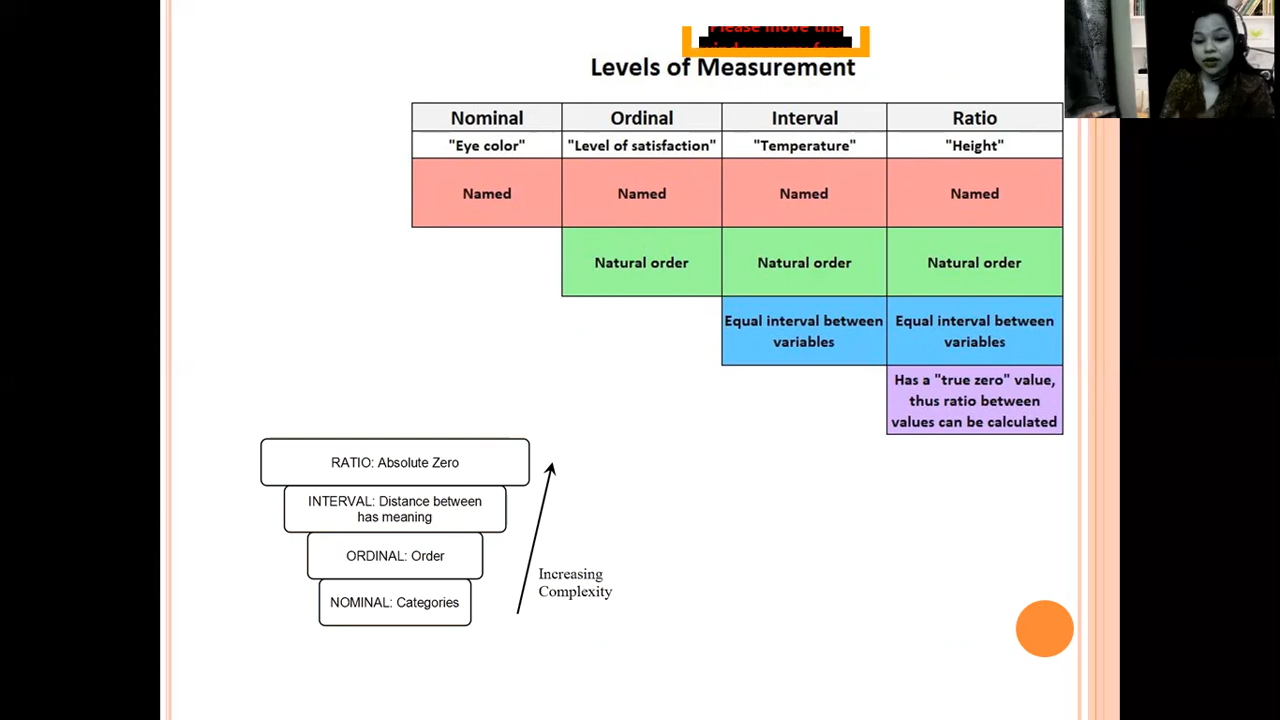 Please move this
Levels of Measurement
Nominal Ordinal Interval Ratio
"Eye color" "Level of satisfaction" "Temperature" "Height"
Named Named Named Named
Natural order Natural order Natural order
Equal interval between Equal interval between
variables variables
Has a "true zero" value,
thus ratio between
values can be calculated
RATIO: Absolute Zero
INTERVAL: Distance between
has meaning
ORDINAL: Order
Increasing
Complexity
NOMINAL: Categories